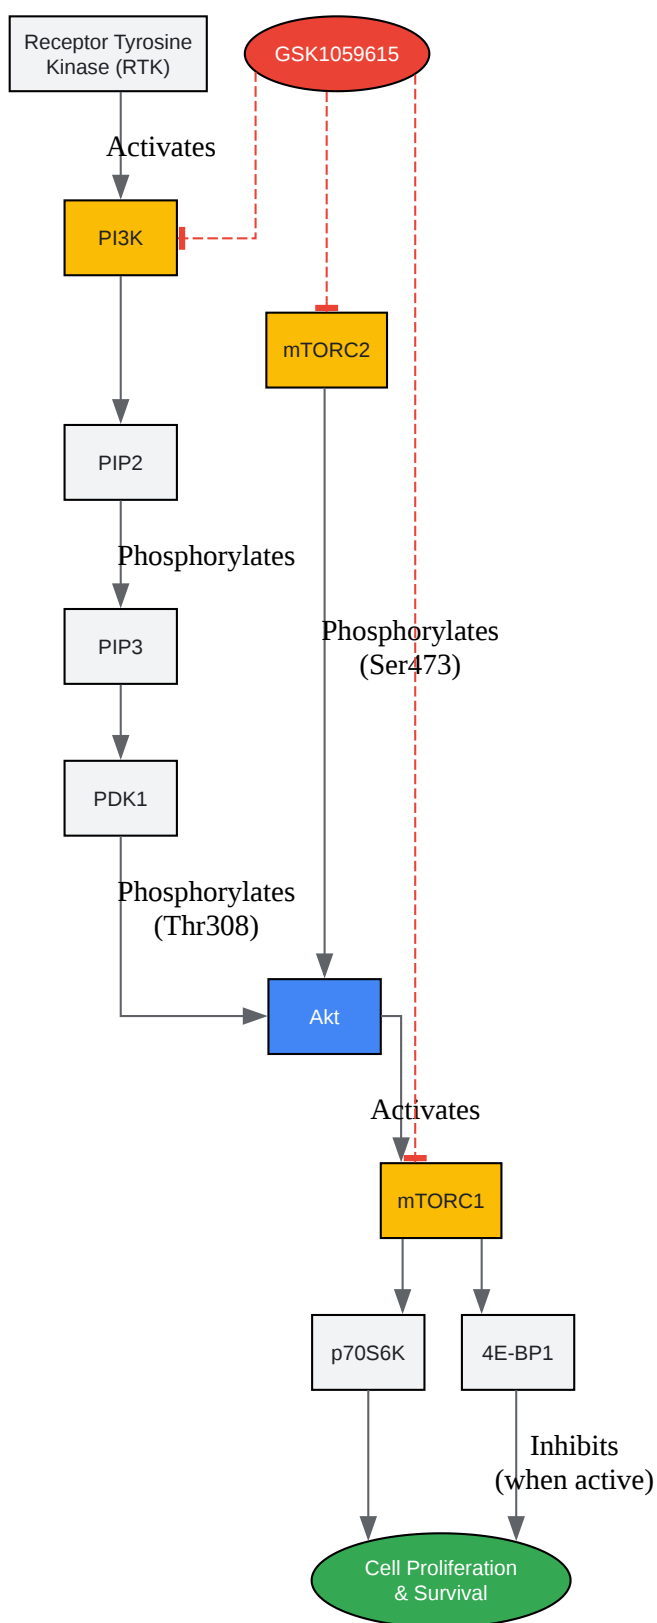 Receptor Tyrosine
Kinase (RTK)
GSK1059615
Activates
PI3K
mTORC2
PIP2
Phosphorylates
PIP3
Phosphorylates
(Ser473)
PDK1
Phosphorylates
(Thr308)
Akt
Activates
mTORC1
p70S6K
4E-BP1
Inhibits
(when active)
Cell Proliferation
& Survival